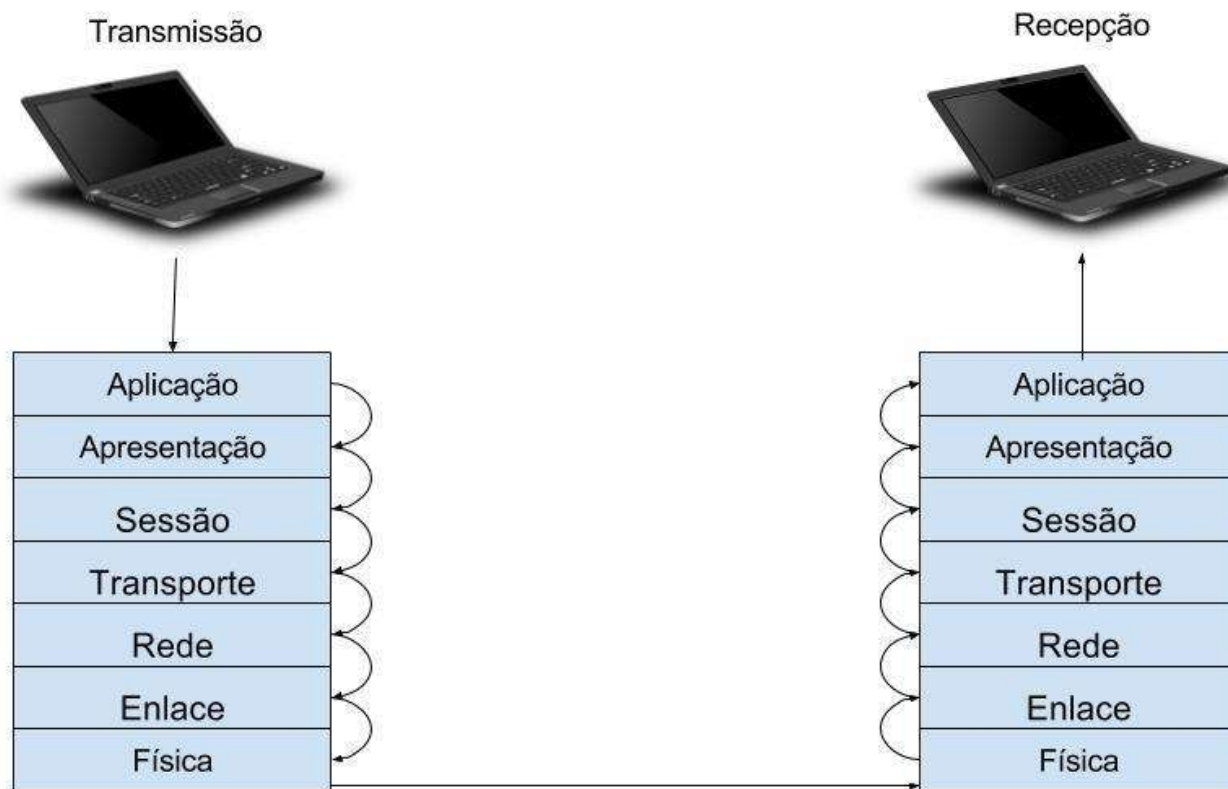 Transmissão
Recepção
Aplicação
Apresentação
Sessão
Transporte
Rede
Enlace
Física
Aplicação
Apresentação
Sessão
Transporte
Rede
Enlace
Física